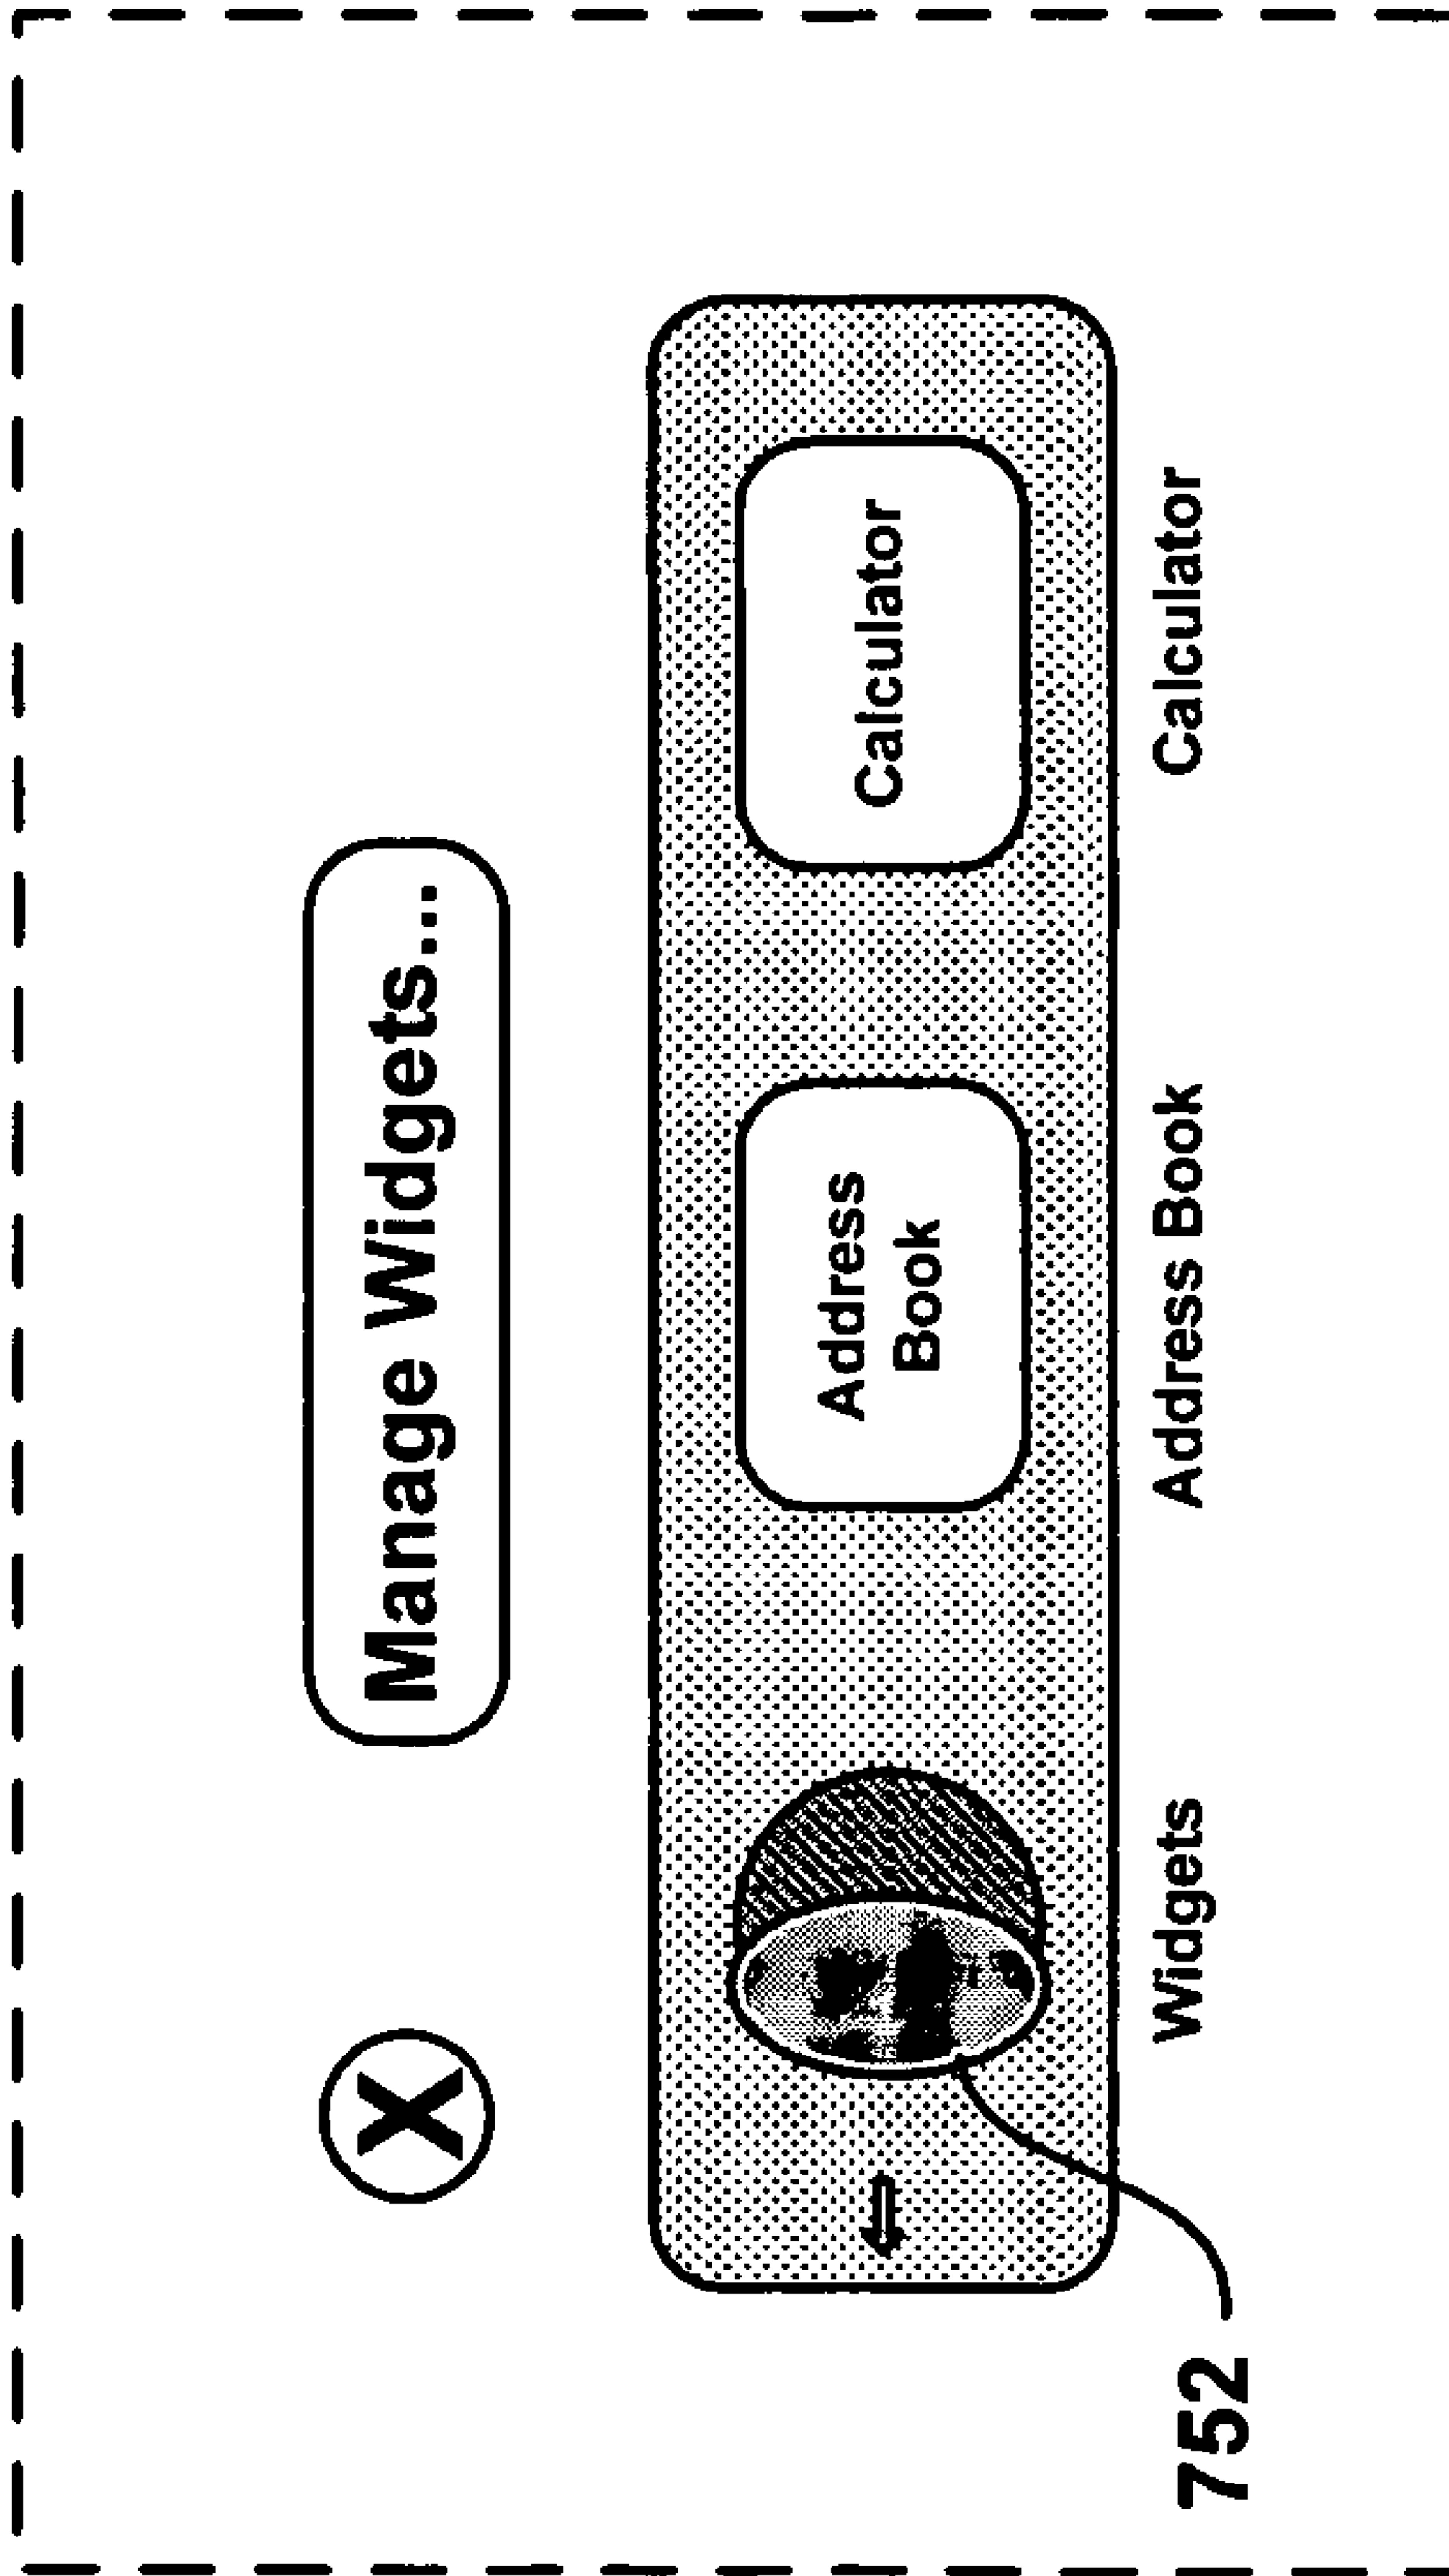 X
Manage Widgets...
Address
Book
Calculator
Widgets
Address Book
Calculator
752